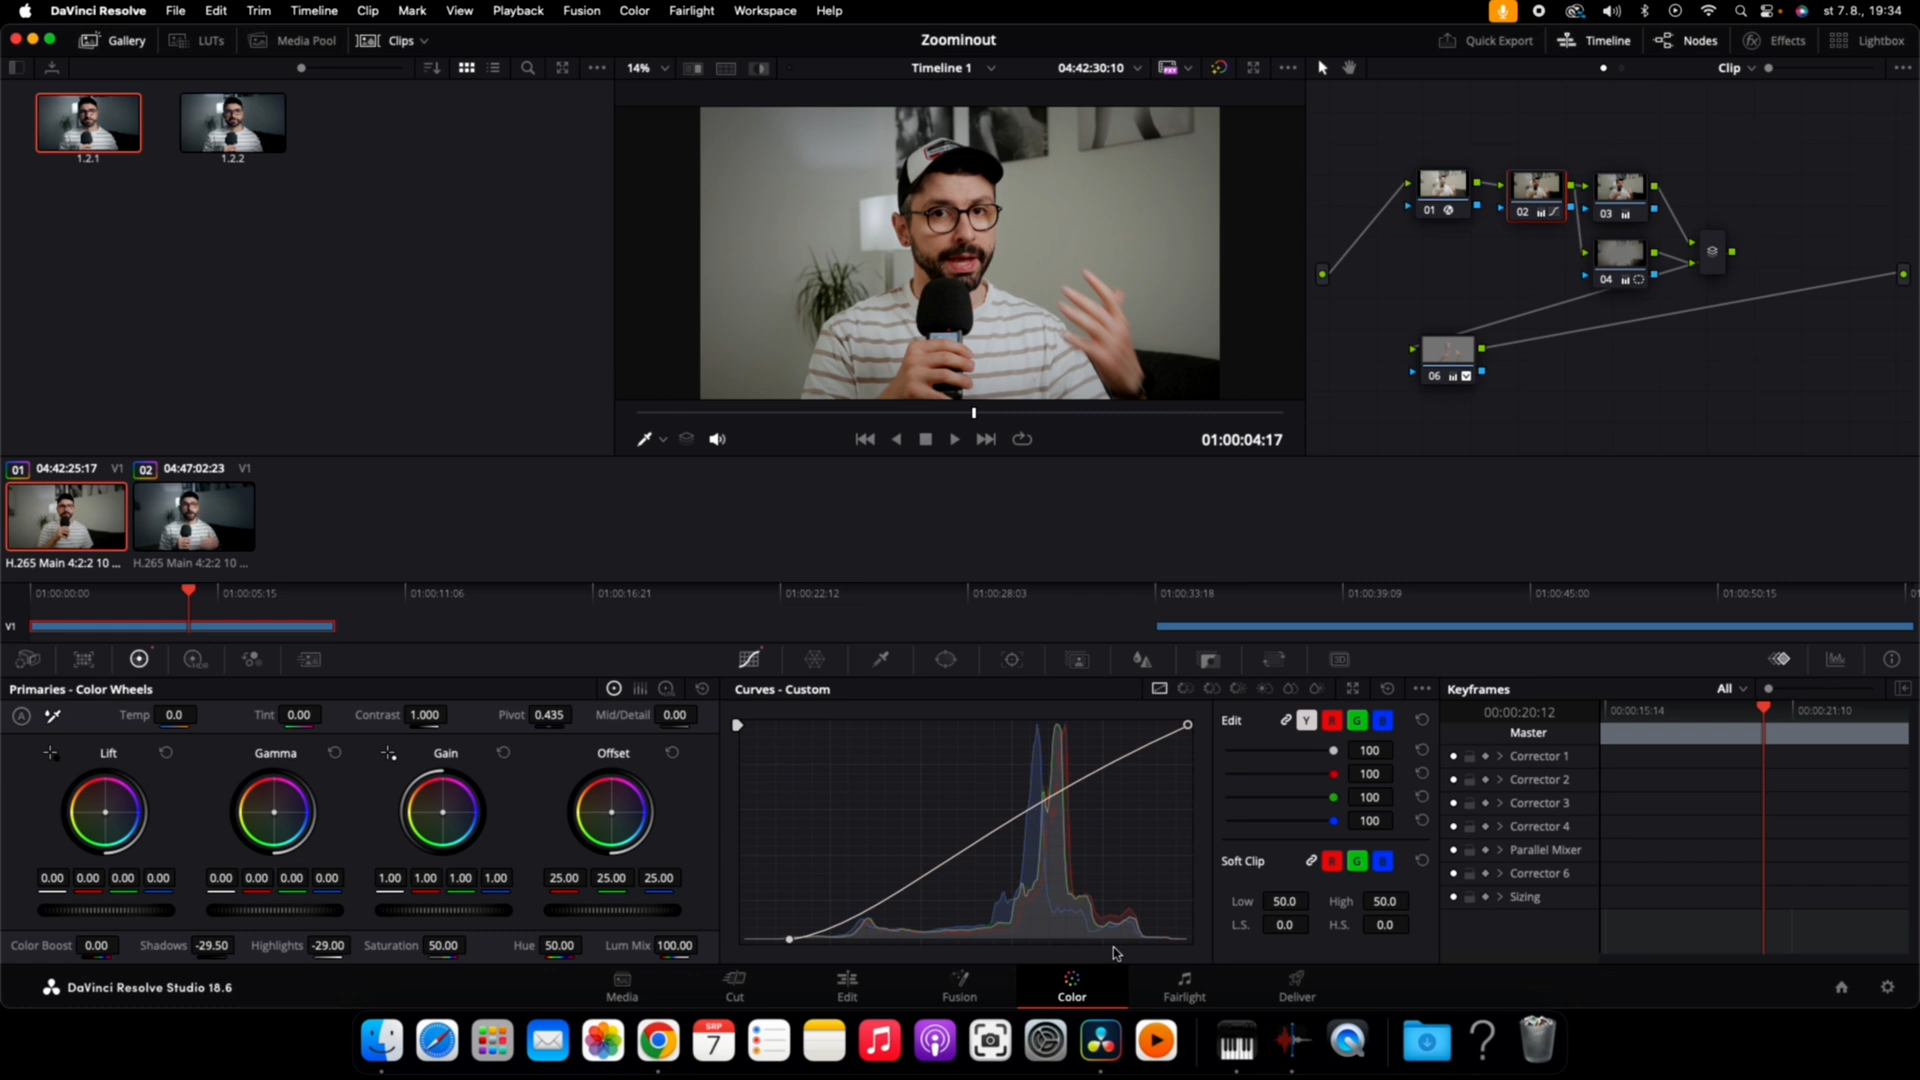 DaVinci Resolve File Edit Trim Timeline Clip Mark View Playback Fusion Color Fairlight Workspace Help st 7.8., 19:34
Gallery LUTs Media Pool Clips Zoominout Quick Export Timeline Nodes Effects Lightbox
14% Timeline 1 04:42:30:10 Clip
1.2.1 1.2.2
01 02 03
04
06
01:00:04:17
01 04:42:25:17 V1 02 04:47:02:23 V1
H.265 Main 4:2:2 10 ... H.265 Main 4:2:2 10 ...
01:00:00:00 01:00:05:15 01:00:11:06 01:00:16:21 01:00:22:12 01:00:28:03 01:00:33:18 01:00:39:09 01:00:45:00 01:00:50:15
V1
HDR 3D
Primaries - Color Wheels Curves - Custom Keyframes All
A Temp 0.0 Tint 0.00 Contrast 1.000 Pivot 0.435 Mid/Detail 0.00
Edit Y R G B
00:00:20:12 00:00:15:14 00:00:21:10
Master
Lift Gamma Gain Offset
100
100
100
100
Corrector 1
Corrector 2
Corrector 3
Corrector 4
Parallel Mixer
Corrector 6
Sizing
Soft Clip R G B
0.00 0.00 0.00 0.00 0.00 0.00 0.00 0.00 1.00 1.00 1.00 1.00 25.00 25.00 25.00
Low 50.0 High 50.0
L.S. 0.0 H.S. 0.0
Color Boost 0.00 Shadows -29.50 Highlights -29.00 Saturation 50.00 Hue 50.00 Lum Mix 100.00
DaVinci Resolve Studio 18.6
Media Cut Edit Fusion Color Fairlight Deliver
SRP
7